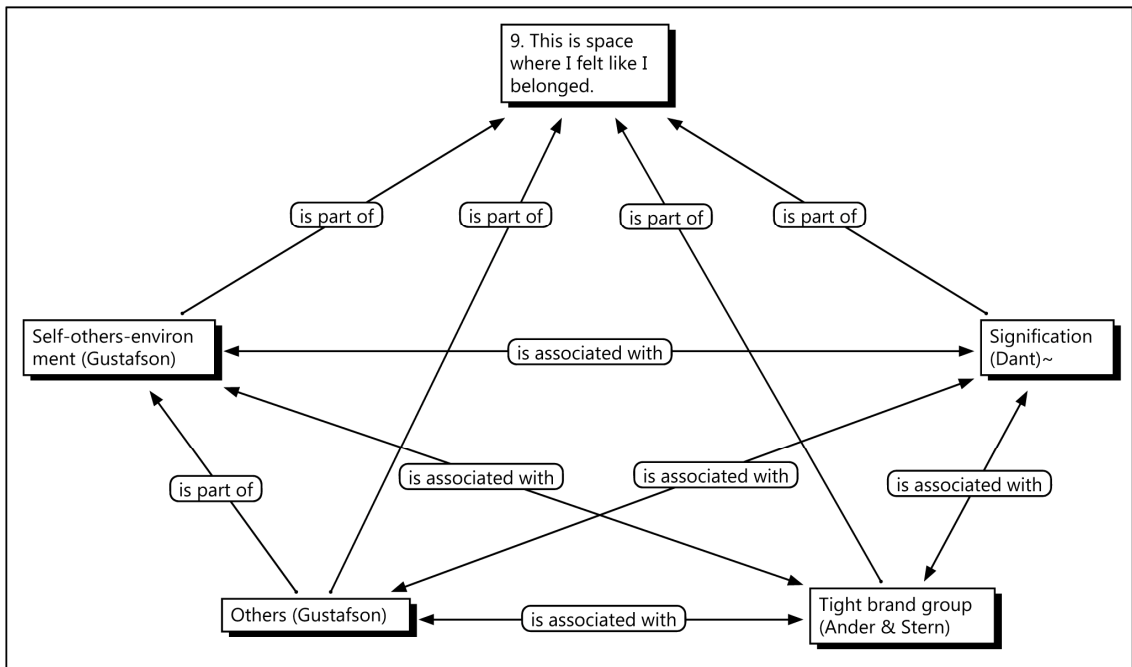 9. This is space
where I felt like I
belonged.
is part of
is part of
is part of
is part of
Self-others-environ
ment (Gustafson)
is associated with
Signification
(Dant)~
is part of
is associated with
is associated with
is associated with
Others (Gustafson)
is associated with
Tight brand group
(Ander & Stern)